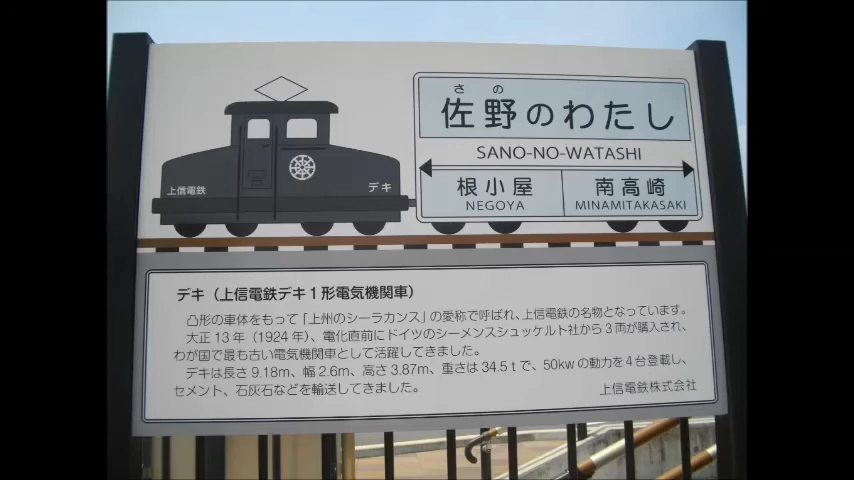 さの
佐野のわたし
SANO-NO-WATASHI
根小屋 南高崎
NEGOYA MINAMITAKASAKI
上信電鉄 デキ
デキ（上信電鉄デキ1形電気機関車）
凸形の車体をもって「上州のシーラカンス」の愛称で呼ばれ、上信電鉄の名物となっています。
大正13年（1924年）、電化直前にドイツのシーメンスシュッケルト社から3両が購入され、
わが国で最も古い電気機関車として活躍してきました。
デキは長さ9.18m、幅2.6m、高さ3.87m、重さは34.5tで、50kwの動力を4台登載し、
セメント、石灰石などを輸送してきました。
上信電鉄株式会社